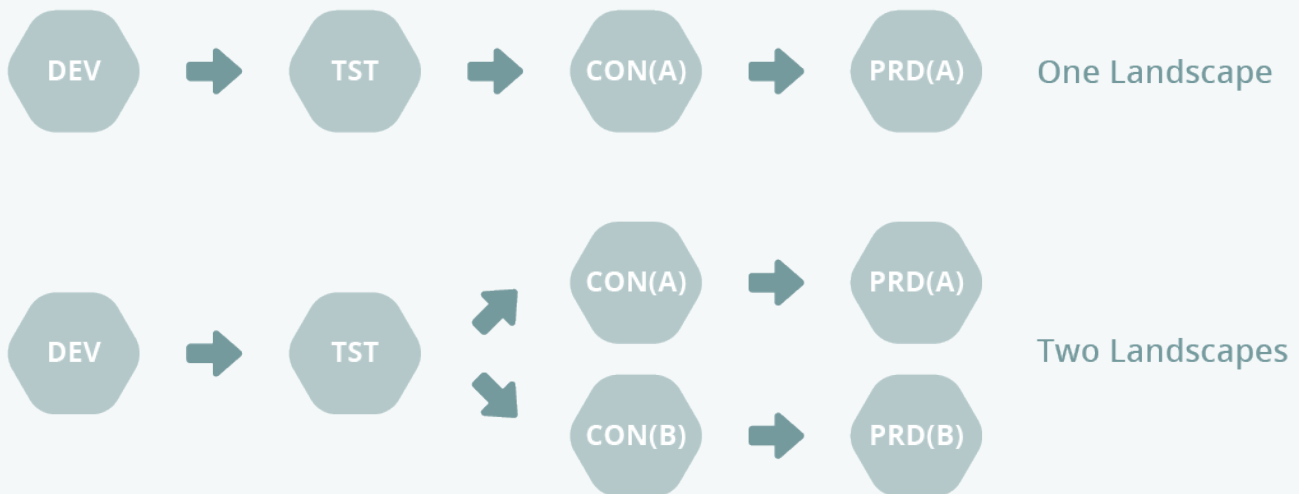 DEV
TST
CON(A)
PRD(A)
One Landscape
CON(A)
PRD(A)
DEV
TST
Two Landscapes
CON(B)
PRD(B)